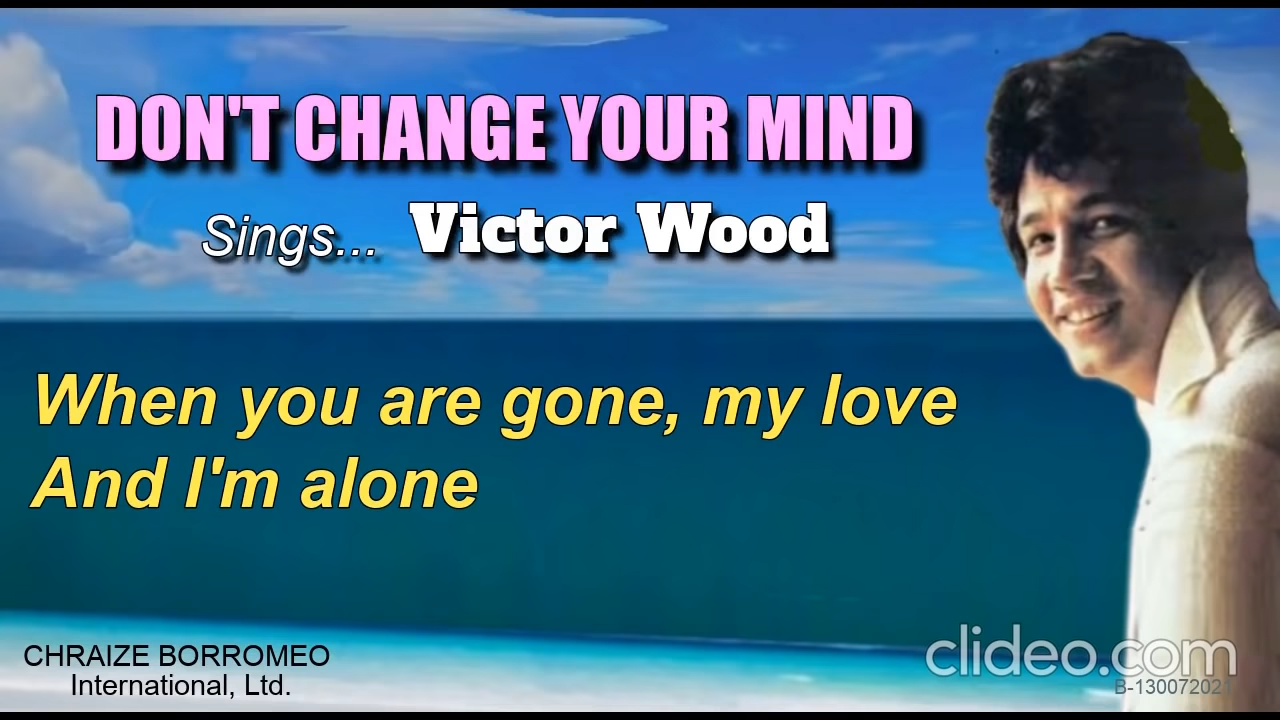 DON'T CHANGE YOUR MIND
Sings... Victor Wood
When you are gone, my love
And I'm alone
CHRAIZE BORROMEO
International, Ltd.
clideo.com
B-130072021